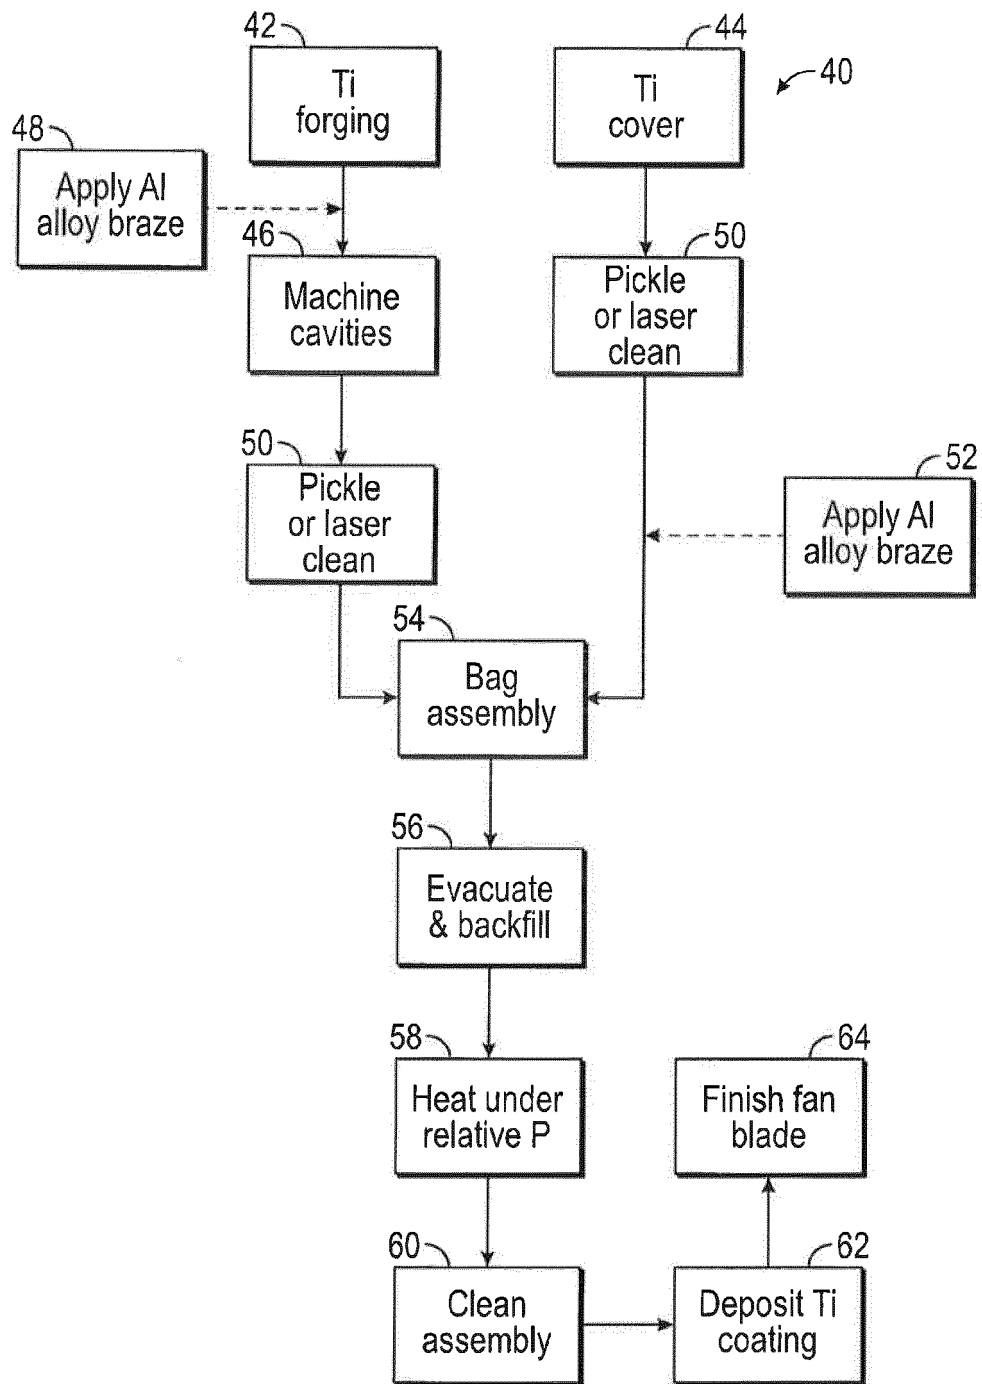 42
Ti
forging
44
Ti
cover
40
48
Apply Al
alloy braze
46
Machine
cavities
50
Pickle
or laser
clean
50
Pickle
or laser
clean
52
Apply Al
alloy braze
54
Bag
assembly
56
Evacuate
& backfill
58
Heat under
relative P
64
Finish fan
blade
60
Clean
assembly
62
Deposit Ti
coating